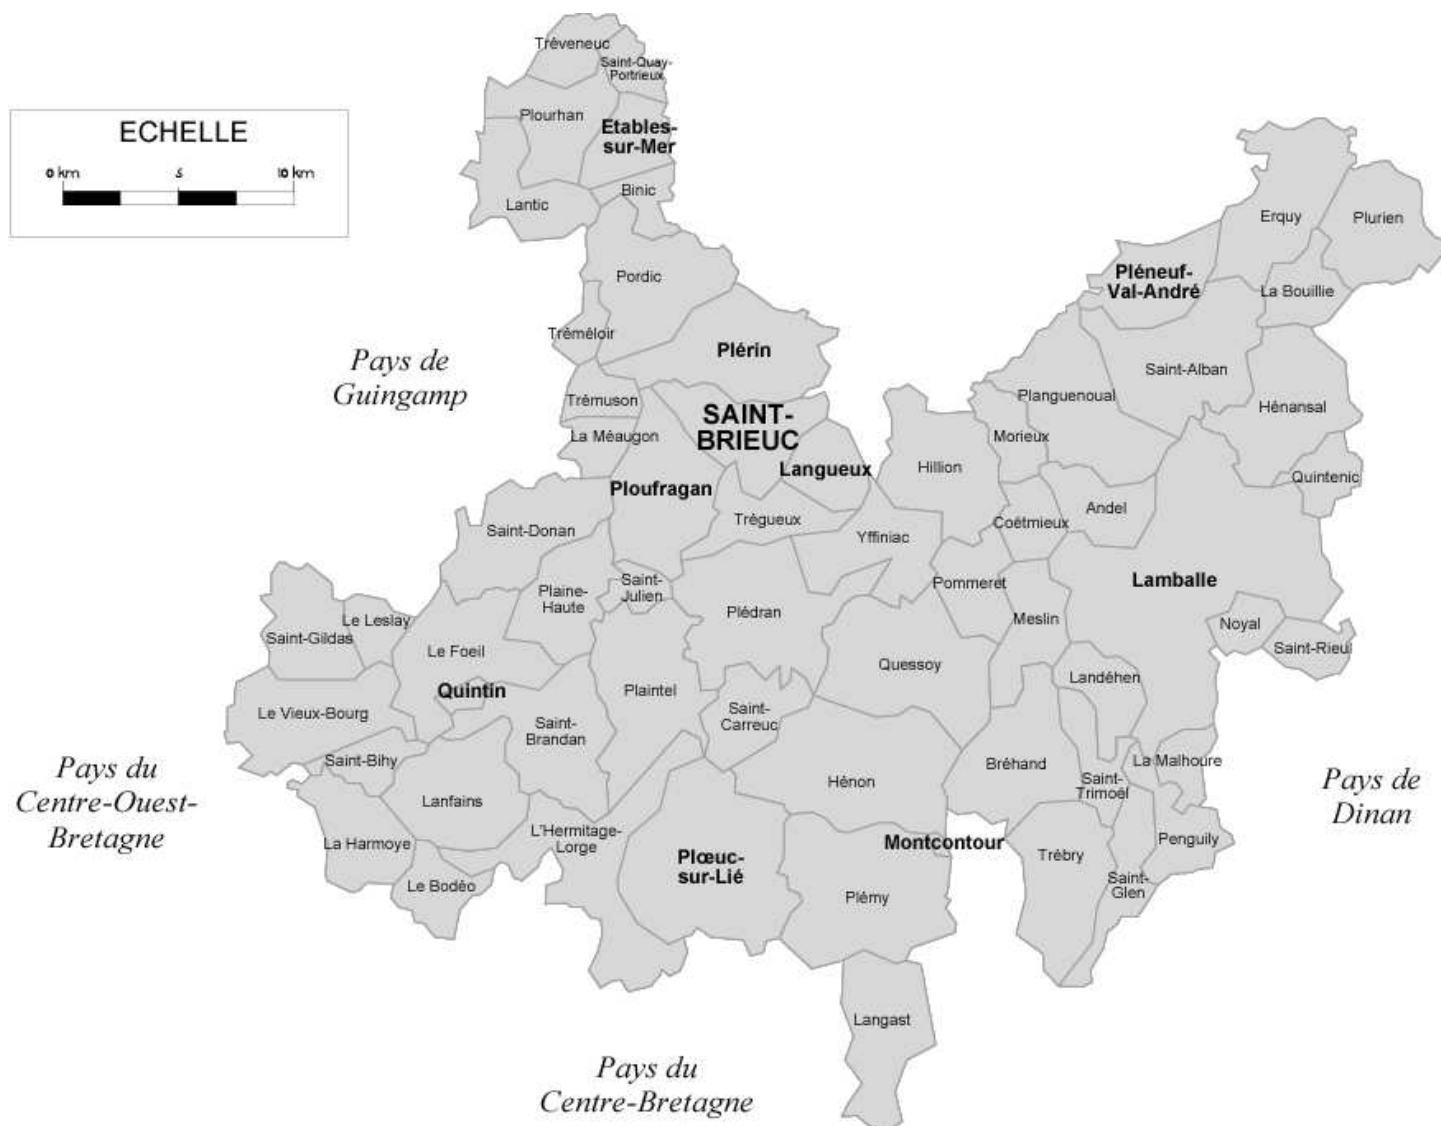 Tréveneuc
Saint-Quay-
Portrieux
Plourhan
Etables-
sur-Mer
ECHELLE
0 km
5
10 km
Binic
Lantic
Erquy
Plurien
Pordic
Pléneuf-
Val-André
La Bouillie
Tréméloir
Plérin
Pays de
Guingamp
Saint-Alban
Planguenoual
Trémuson
Hénansal
SAINT-
BRIEUC
La Méaugon
Morieux
Langueux
Hillion
Quintenic
Ploufragan
Andel
Trégueux
Coëtmieux
Saint-Donan
Yffiniac
Lamballe
Saint-
Julien
Plaine-
Haute
Pommeret
Plédran
Meslin
Le Leslay
Noyal
Saint-Gildas
Saint-Rieul
Le Foeil
Quessoy
Landéhen
Quintin
Plaintel
Le Vieux-Bourg
Saint-
Carreuc
Saint-
Brandan
Saint-Bihy
La Malhoure
Bréhand
Pays du
Centre-Ouest-
Bretagne
Hénon
Saint-
Trimoël
Pays de
Dinan
Lanfains
L'Hermitage-
Lorge
La Harmoye
Montcontour
Penguily
Plœuc-
sur-Lié
Trébry
Le Bodéo
Saint-
Glen
Plémy
Langast
Pays du
Centre-Bretagne